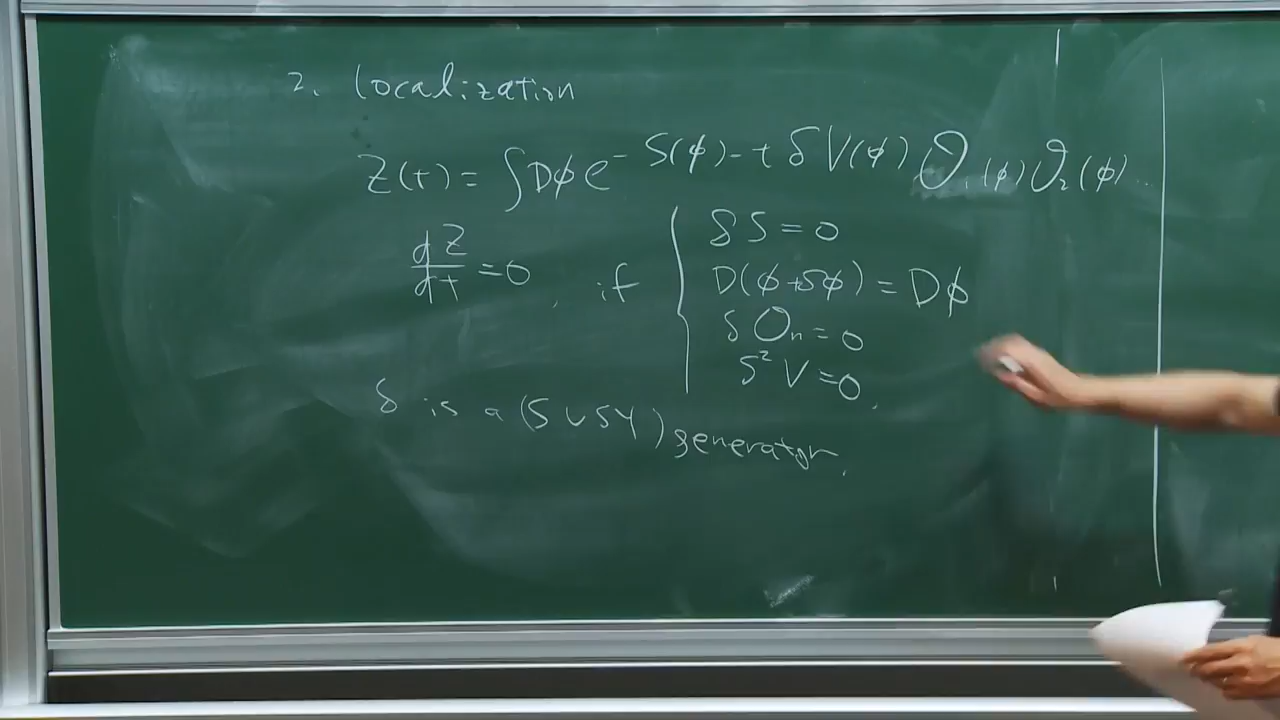 2. Localization
Z(t) = ∫Dφ e^{-S(φ)-tδV(φ)} O₁(φ) O₂(φ) ...
dZ/dt = 0, if { δS = 0
D(φ+δφ) = Dφ
δOₙ = 0
δ²V = 0.
δ is a (SUSY) generator.